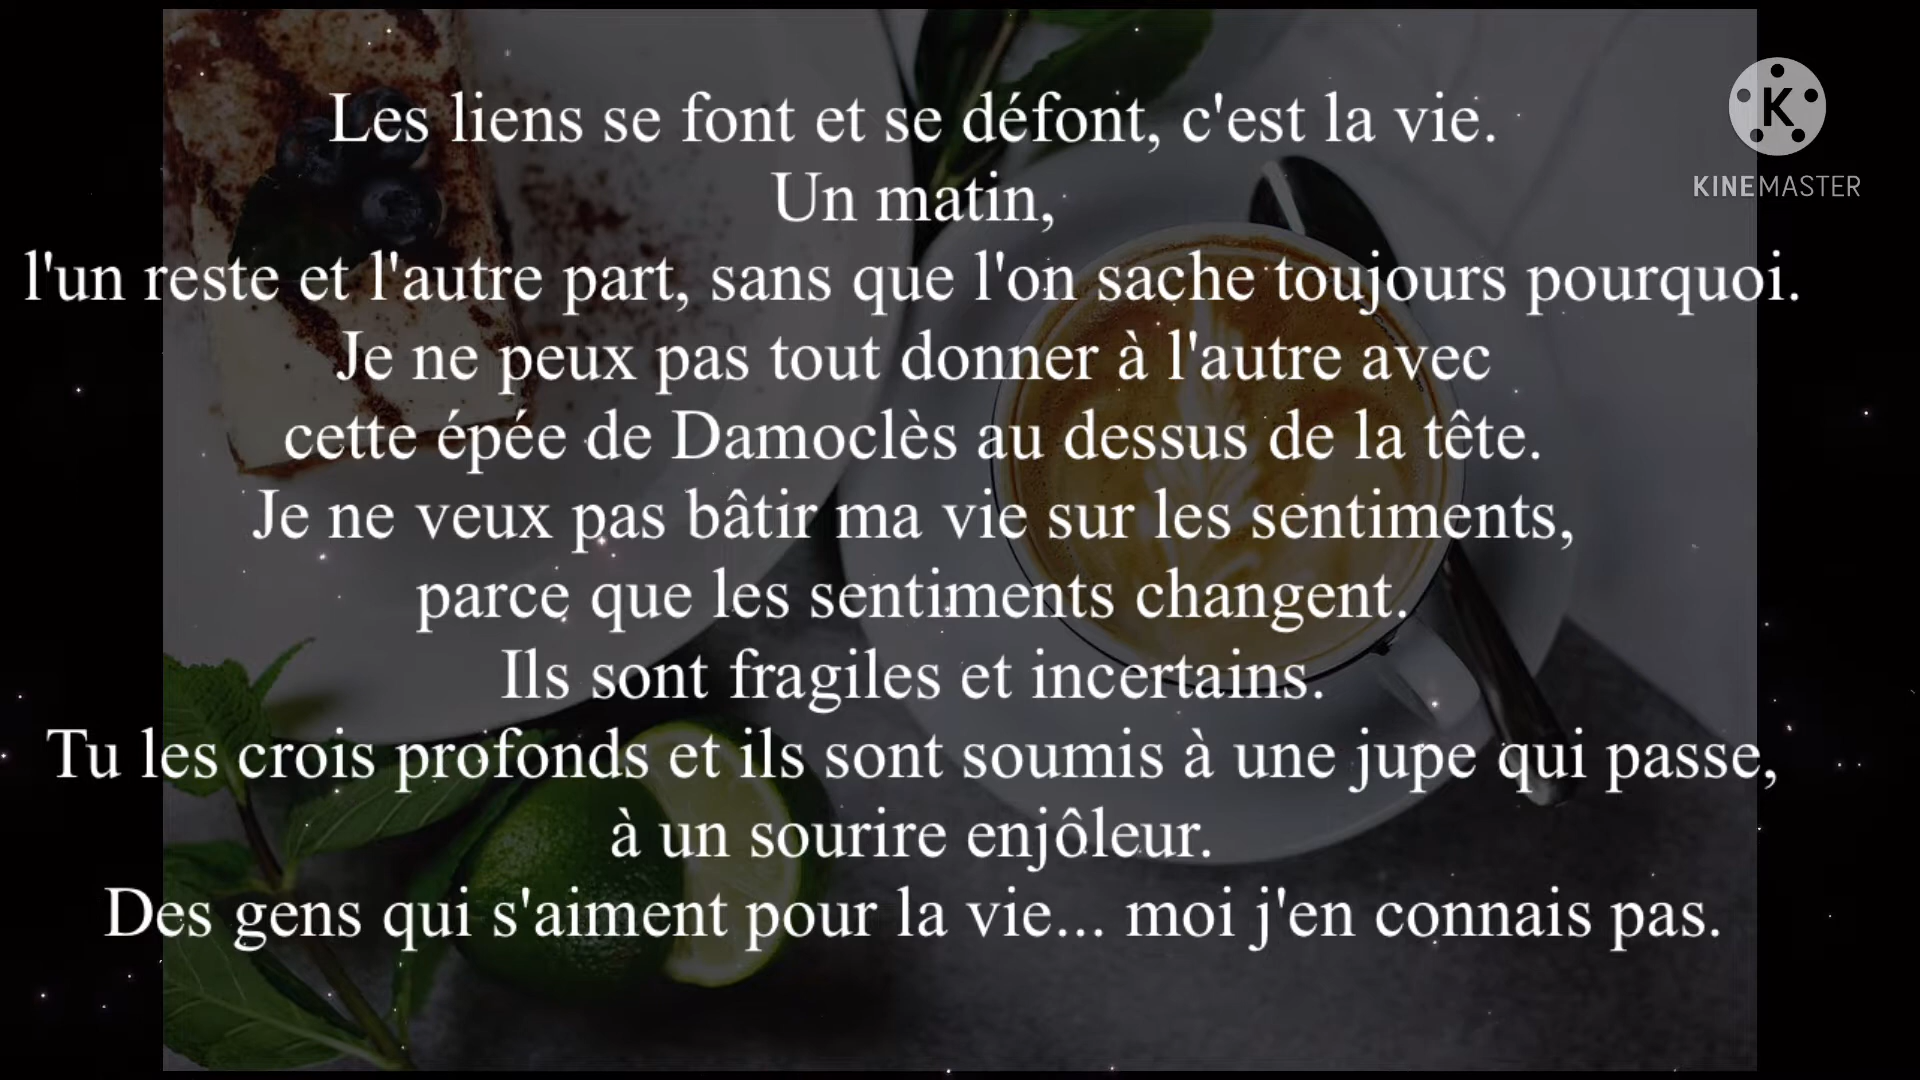 Les liens se font et se défont, c'est la vie.
Un matin,
l'un reste et l'autre part, sans que l'on sache toujours pourquoi.
Je ne peux pas tout donner à l'autre avec
cette épée de Damoclès au dessus de la tête.
Je ne veux pas bâtir ma vie sur les sentiments,
parce que les sentiments changent.
Ils sont fragiles et incertains.
Tu les crois profonds et ils sont soumis à une jupe qui passe,
à un sourire enjôleur.
Des gens qui s'aiment pour la vie... moi j'en connais pas.
K
KINEMASTER